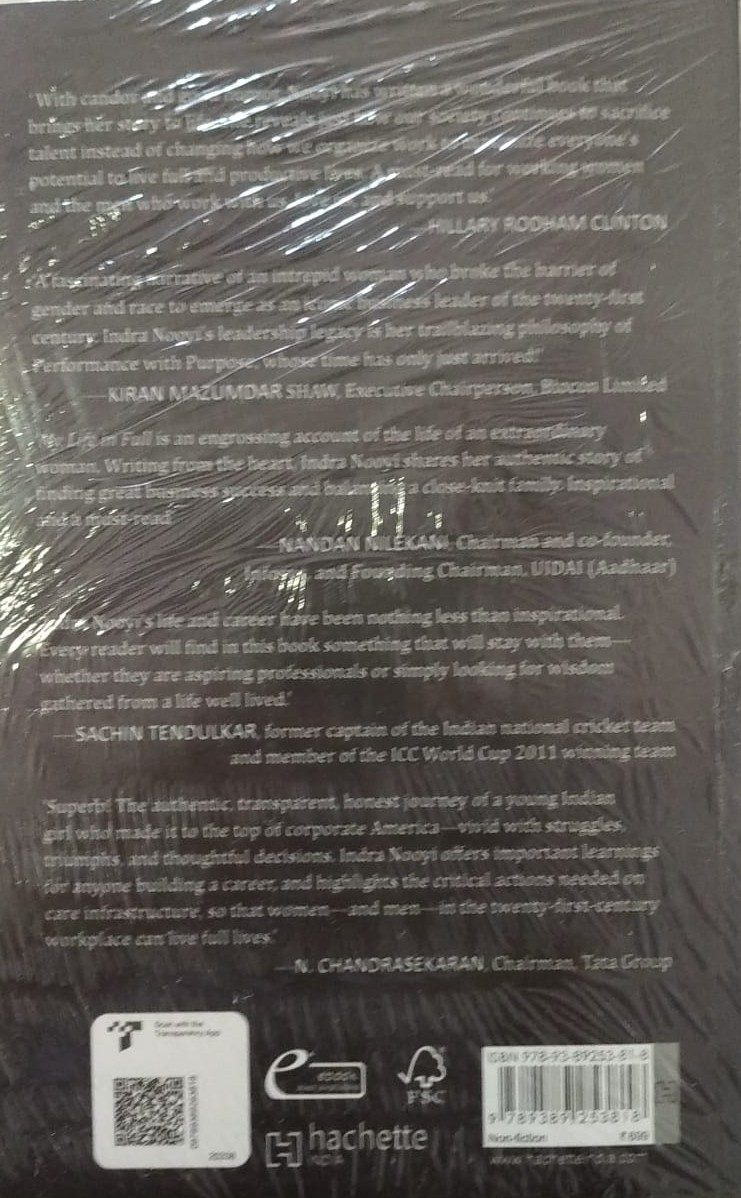 'With candor and good humor, Nooyi has written a wonderful book that
brings her story to life and reveals just how our society continues to sacrifice
talent instead of changing how we organize work to everyone's
potential to live full and productive lives. A must-read for working women
and the men who work with us, love us, and support us.'
—HILLARY RODHAM CLINTON
'A fascinating narrative of an intrepid woman who broke the barrier of
gender and race to emerge as an iconic business leader of the twenty-first
century. Indra Nooyi's leadership legacy is her trailblazing philosophy of
Performance with Purpose, whose time has only just arrived!'
—KIRAN MAZUMDAR SHAW, Executive Chairperson, Biocon Limited
'My Life in Full is an engrossing account of the life of an extraordinary
woman. Writing from the heart, Indra Nooyi shares her authentic story of
finding great business success and balancing a close-knit family. Inspirational
and a must-read.'
—NANDAN NILEKANI, Chairman and co-founder,
Infosys, and Founding Chairman, UIDAI (Aadhaar)
'Indra Nooyi's life and career have been nothing less than inspirational.
Every reader will find in this book something that will stay with them—
whether they are aspiring professionals or simply looking for wisdom
gathered from a life well lived.'
—SACHIN TENDULKAR, former captain of the Indian national cricket team
and member of the ICC World Cup 2011 winning team
'Superb! The authentic, transparent, honest journey of a young Indian
girl who made it to the top of corporate America—vivid with struggles,
triumphs, and thoughtful decisions. Indra Nooyi offers important learnings
for anyone building a career, and highlights the critical actions needed on
'care infrastructure', so that women—and men—in the twenty-first-century
workplace can live full lives.'
—N. CHANDRASEKARAN, Chairman, Tata Group
Scan with the
Transparency App
e
ebook
FSC
hachette
INDIA
ISBN 978-93-89253-81-8
9 789389 253818
Non-fiction ₹ 699
www.hachetteindia.com